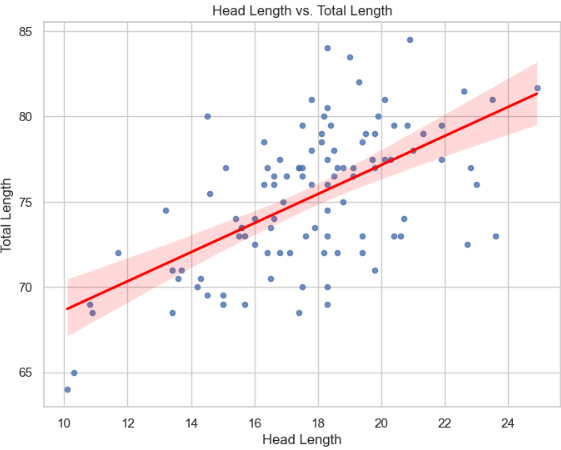 Head Length vs. Total Length
85
80
75
70
65
Total Length
10 12 14 16 18 20 22 24
Head Length